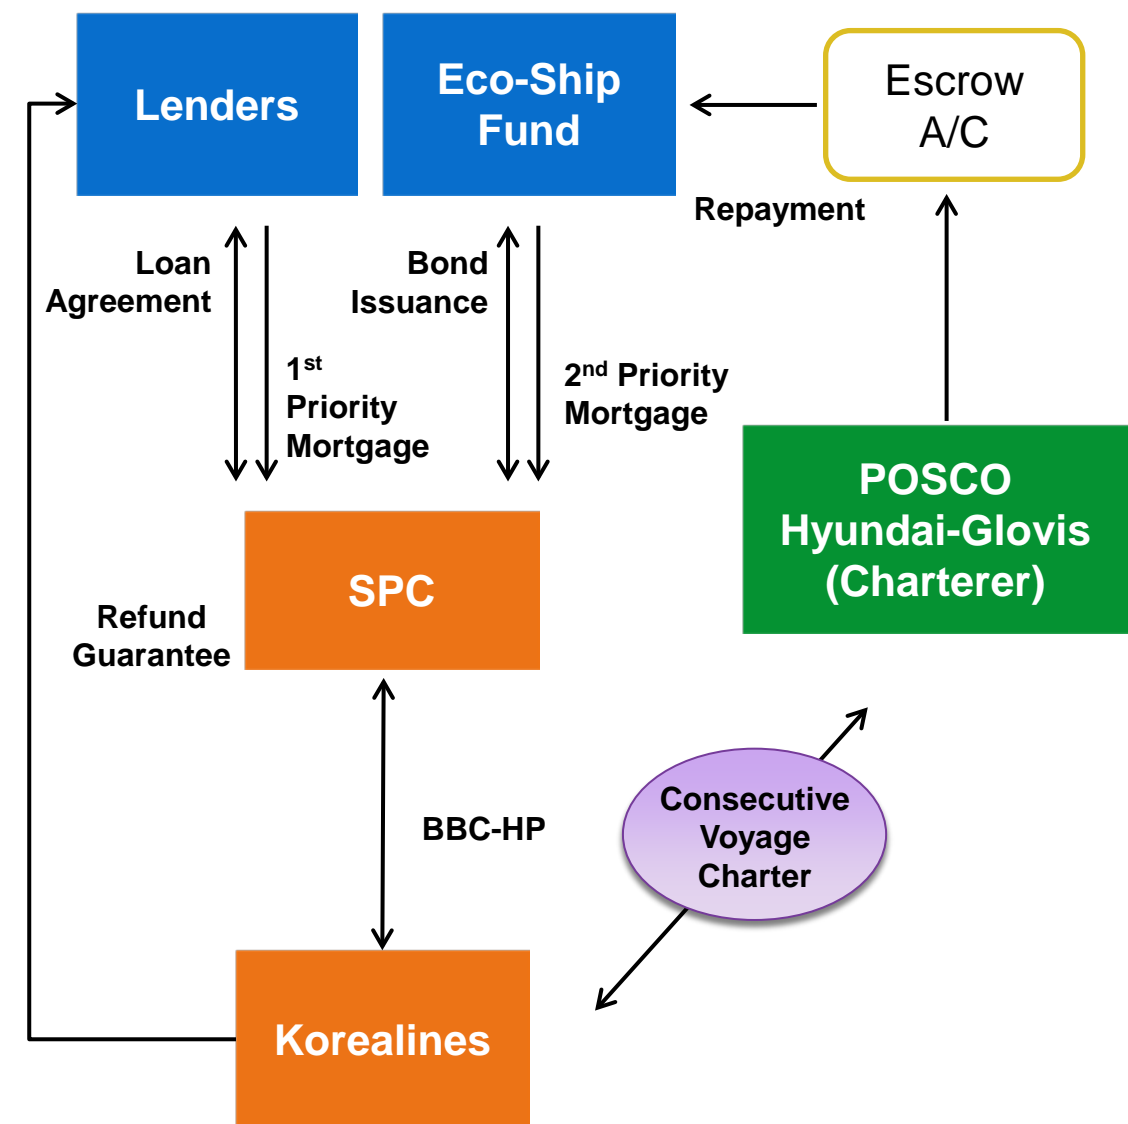 Lenders
Eco-Ship
Fund
Escrow
A/C
Repayment
Loan
Agreement
Bond
Issuance
1st
Priority
Mortgage
2nd Priority
Mortgage
POSCO
Hyundai-Glovis
(Charterer)
SPC
Refund
Guarantee
BBC-HP
Consecutive
Voyage
Charter
Korealines